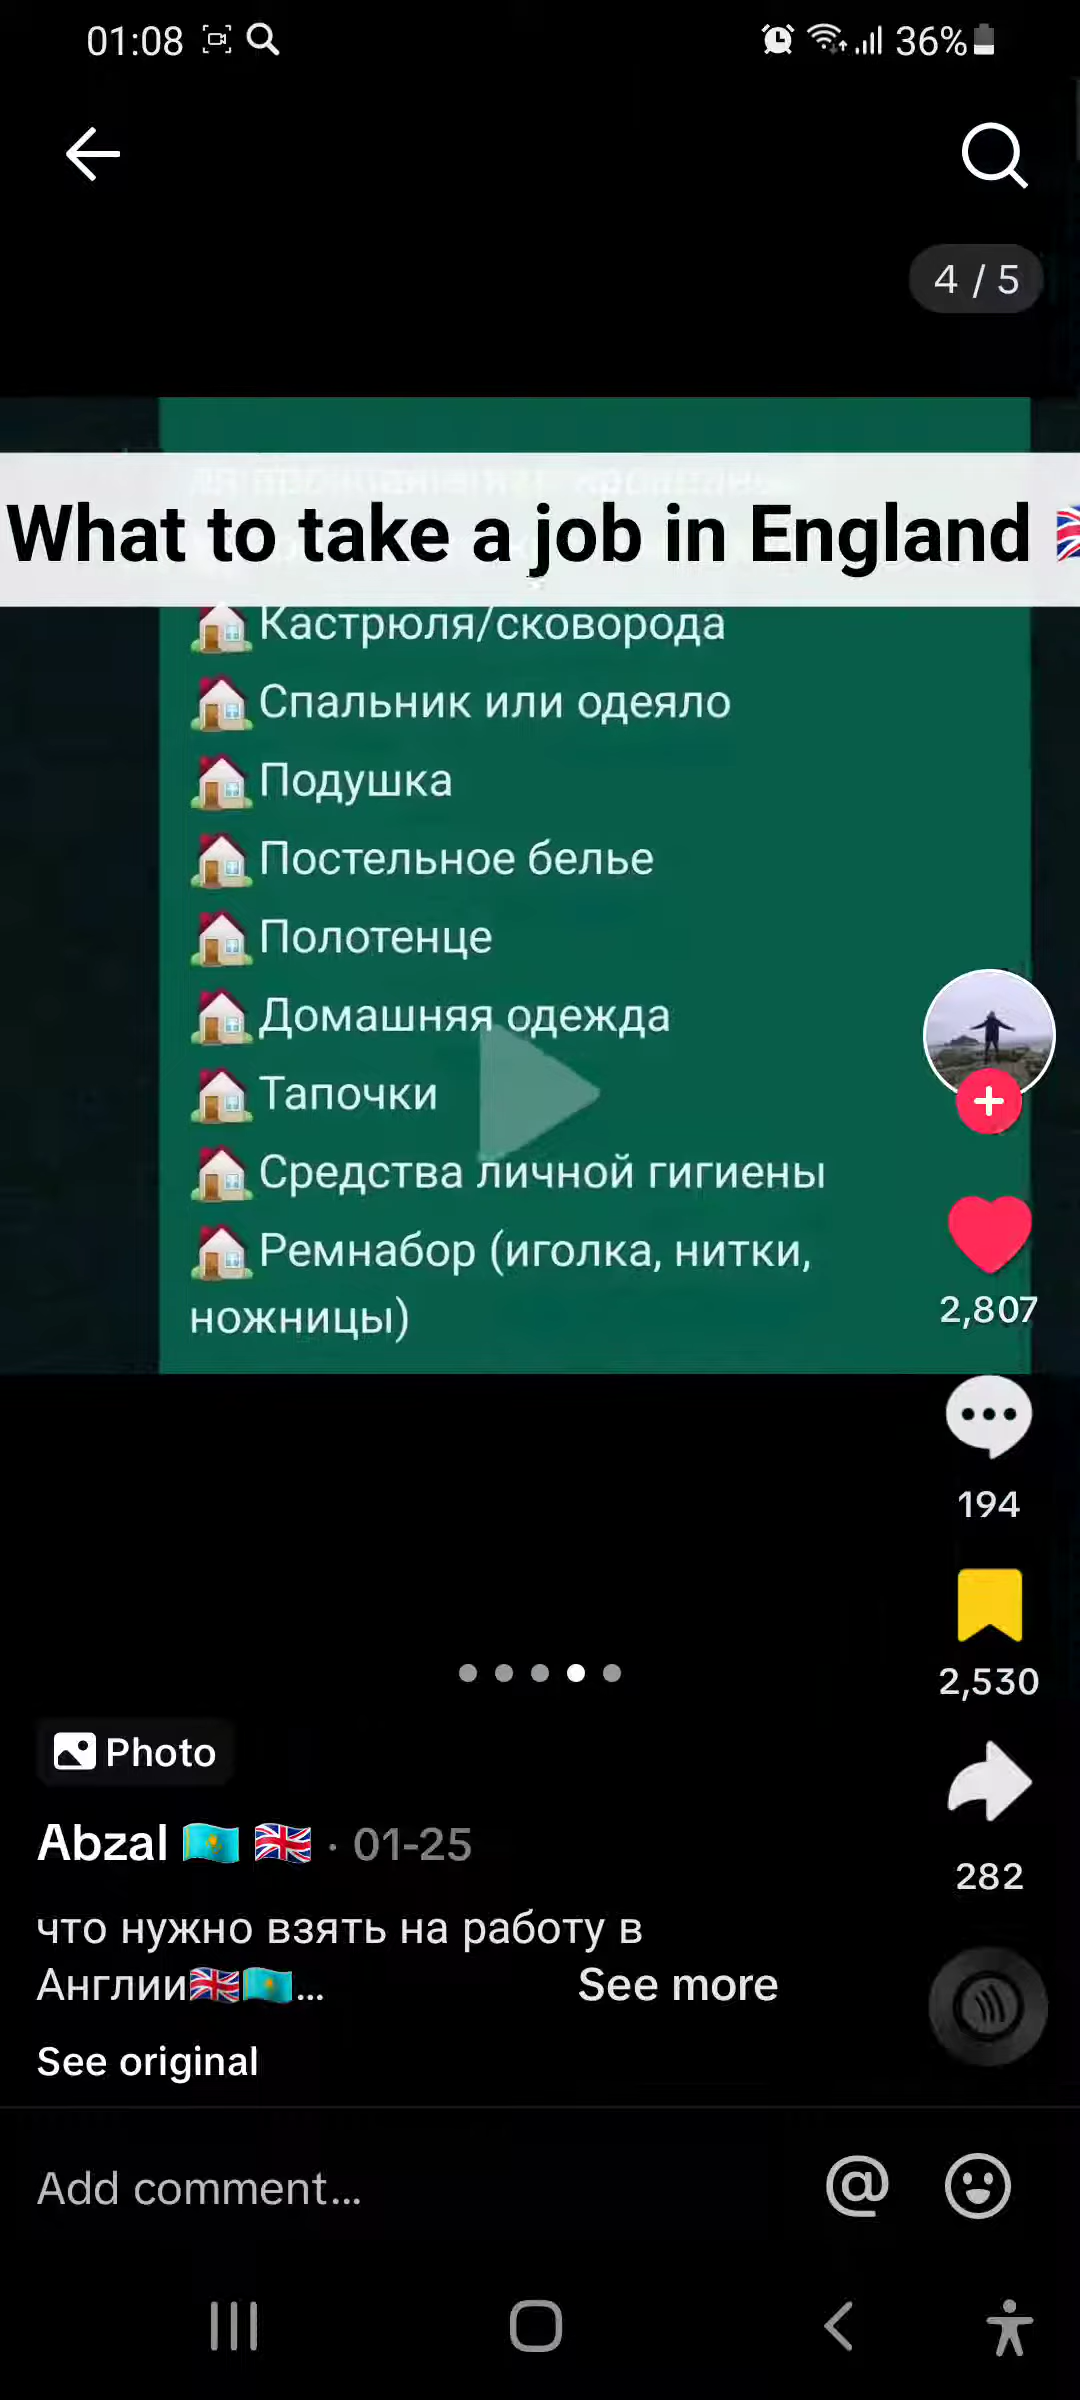 01:08 36%
4 / 5
What to take a job in England
Кастрюля/сковорода
Спальник или одеяло
Подушка
Постельное белье
Полотенце
Домашняя одежда
Тапочки
Средства личной гигиены
Ремнабор (иголка, нитки,
ножницы)
2,807
194
2,530
Photo
Abzal 🇰🇿 🇬🇧 · 01-25
282
что нужно взять на работу в
Англии🇬🇧🇰🇿... See more
See original
Add comment...